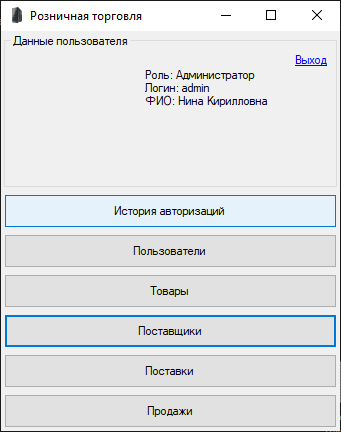 Розничная торговля
Данные пользователя
Выход
Роль: Администратор
Логин: admin
ФИО: Нина Кирилловна
История авторизаций
Пользователи
Товары
Поставщики
Поставки
Продажи